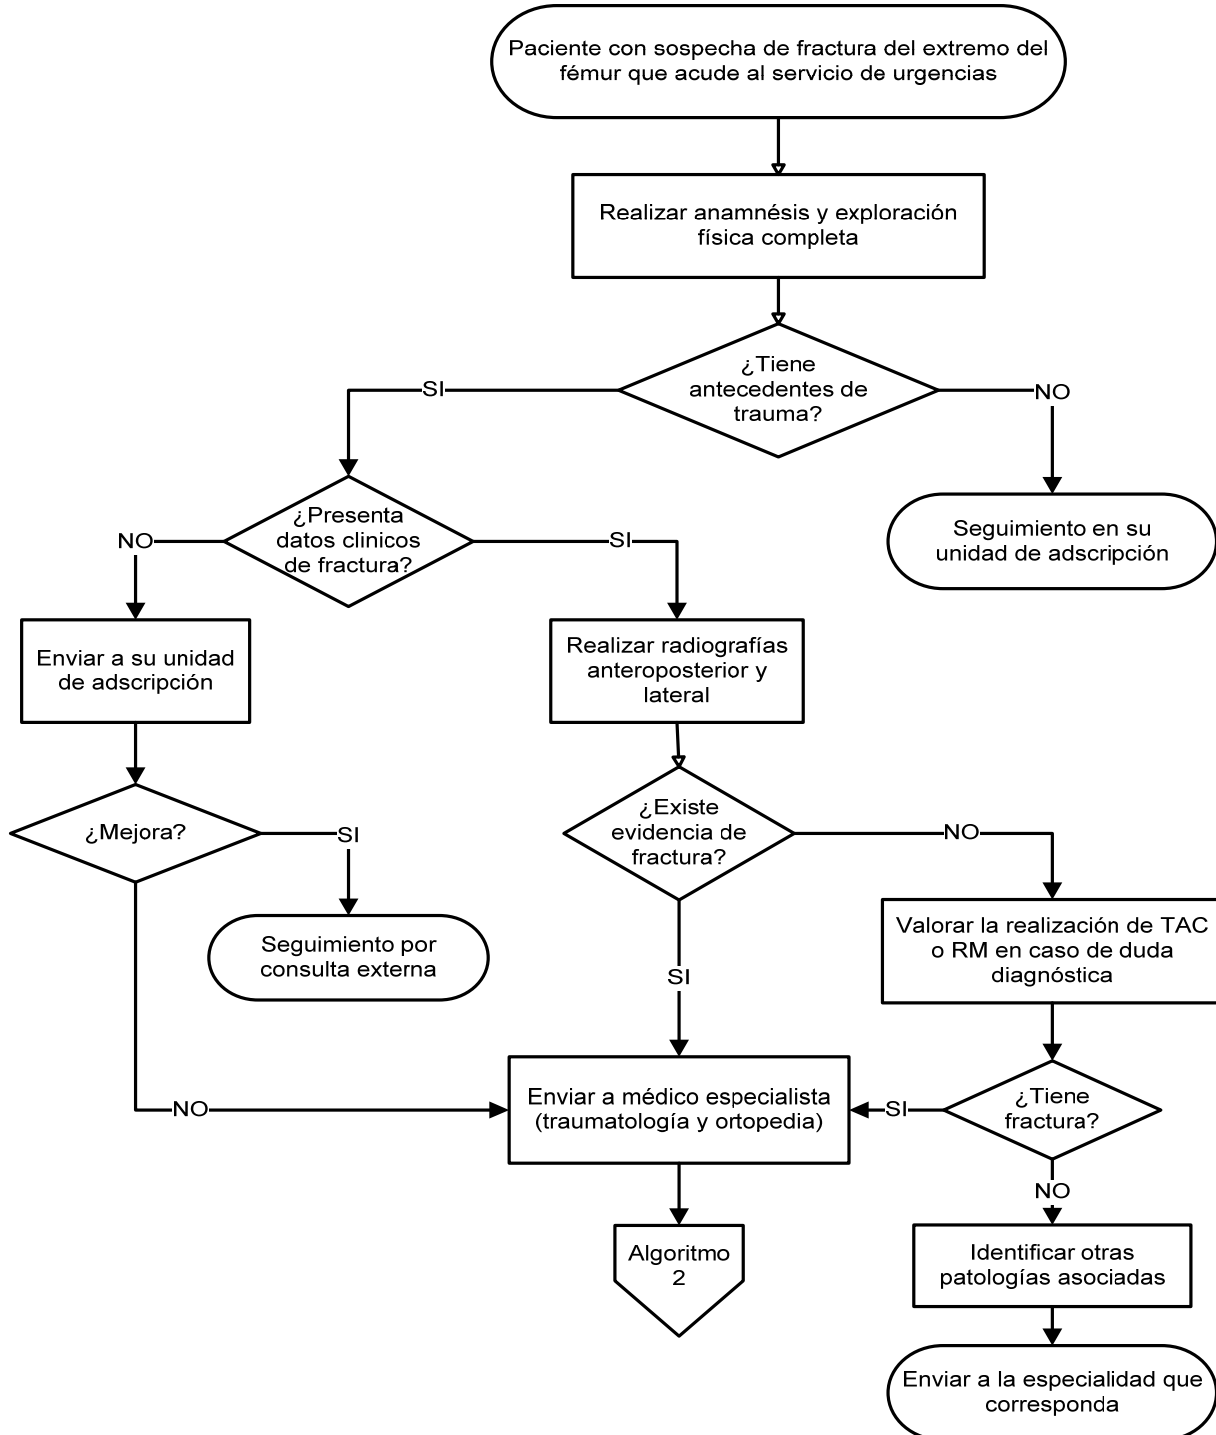 Paciente con sospecha de fractura del extremo del
fémur que acude al servicio de urgencias
Realizar anamnésis y exploración
física completa
¿Tiene
antecedentes de
trauma?
SI
NO
¿Presenta
datos clinicos
de fractura?
Seguimiento en su
unidad de adscripción
NO
SI
Enviar a su unidad
de adscripción
Realizar radiografías
anteroposterior y
lateral
¿Mejora?
SI
¿Existe
evidencia de
fractura?
NO
Seguimiento por
consulta externa
Valorar la realización de TAC
o RM en caso de duda
diagnóstica
SI
NO
Enviar a médico especialista
(traumatología y ortopedia)
SI
¿Tiene
fractura?
NO
Algoritmo
2
Identificar otras
patologías asociadas
Enviar a la especialidad que
corresponda